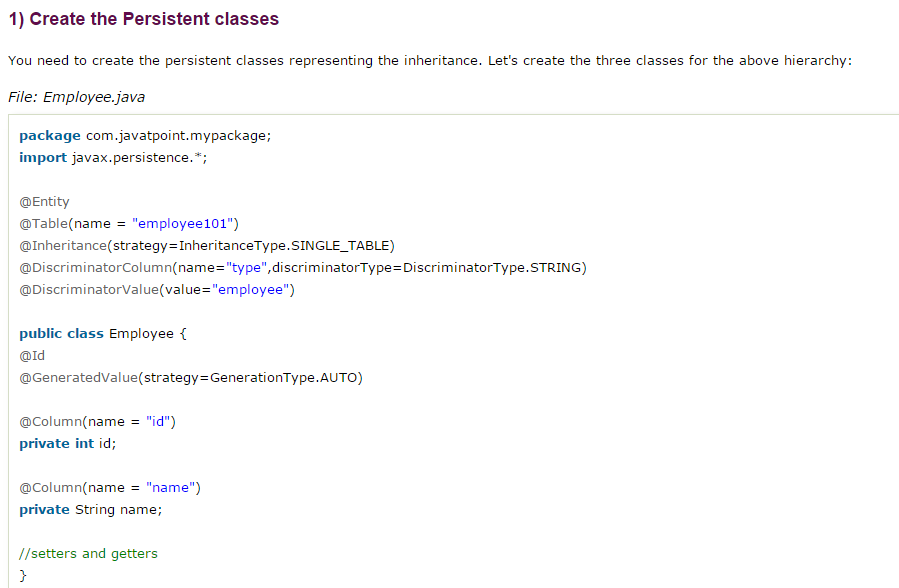 1) Create the Persistent classes
You need to create the persistent classes representing the inheritance. Let's create the three classes for the above hierarchy:
File: Employee.java
package com.javatpoint.mypackage;
import javax.persistence.*;
@Entity
@Table(name = "employee101")
@Inheritance(strategy=InheritanceType.SINGLE_TABLE)
@DiscriminatorColumn(name="type",discriminatorType=DiscriminatorType.STRING)
@DiscriminatorValue(value="employee")
public class Employee {
@Id
@GeneratedValue(strategy=GenerationType.AUTO)
@Column(name = "id")
private int id;
@Column(name = "name")
private String name;
//setters and getters
}